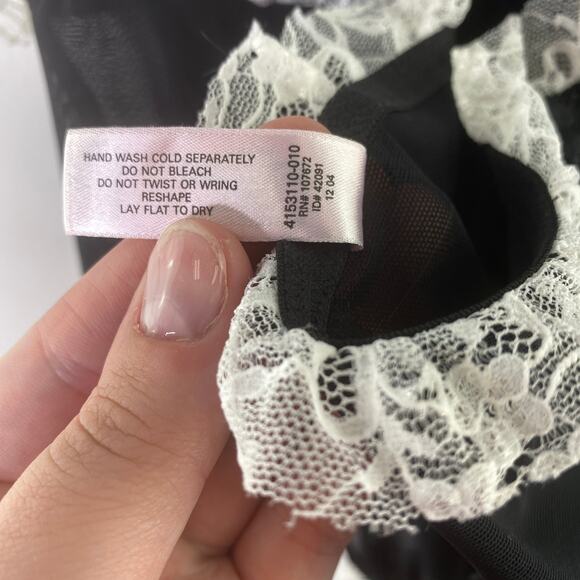 HAND WASH COLD SEPARATELY
DO NOT BLEACH
DO NOT TWIST OR WRING
RESHAPE
LAY FLAT TO DRY
4153110-010
RN# 107672
ID# 42091
12 04